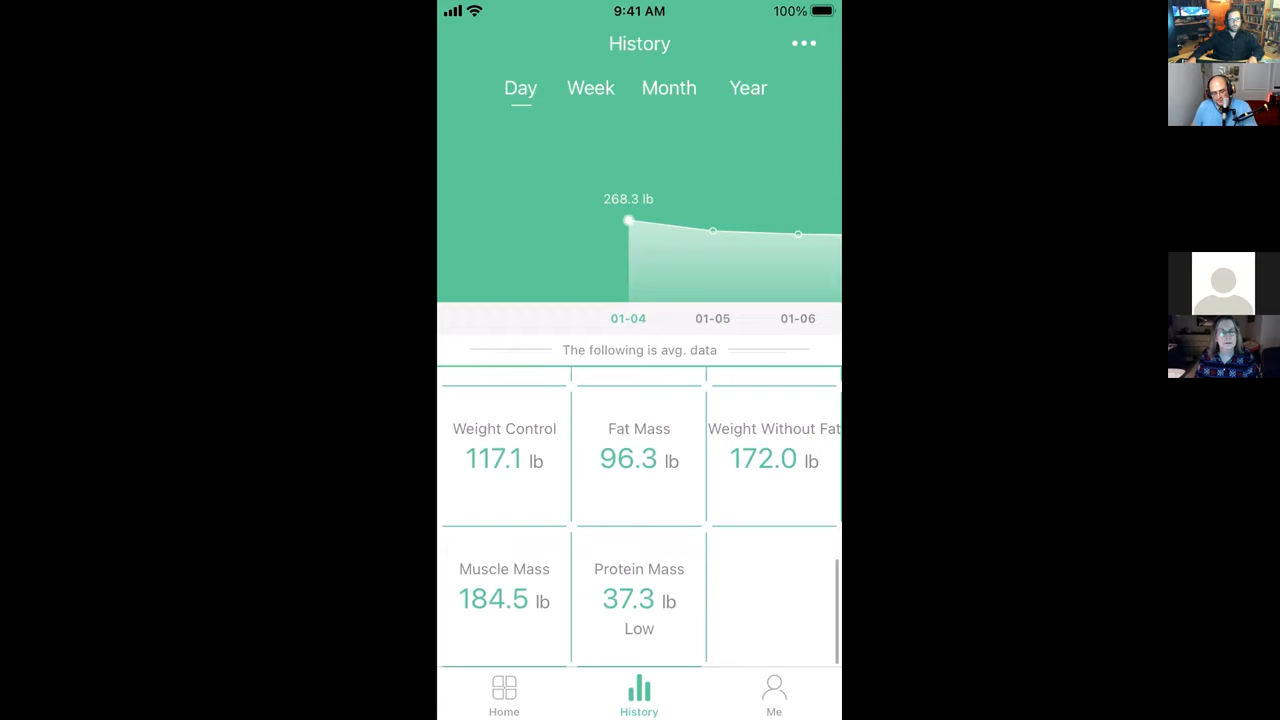 9:41 AM
100%
History
Day Week Month Year
268.3 lb
01-04 01-05 01-06
The following is avg. data
Weight Control Fat Mass Weight Without Fat
117.1 lb 96.3 lb 172.0 lb
Muscle Mass Protein Mass
184.5 lb 37.3 lb
Low
Home History Me